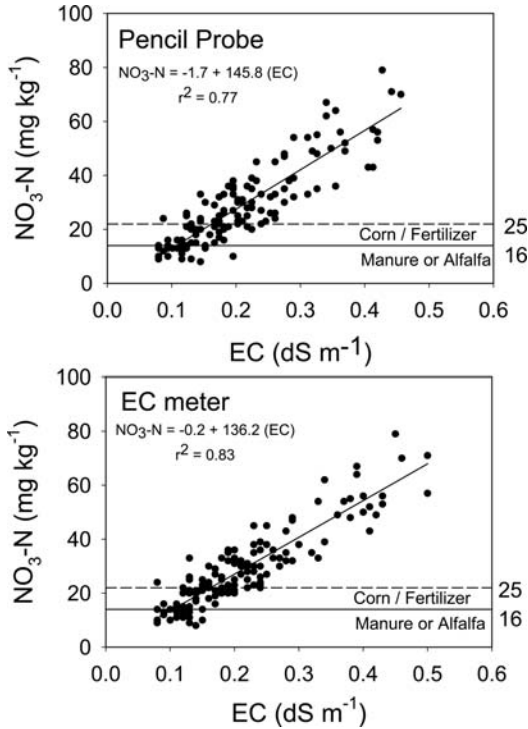 100
Pencil Probe
NO₃-N = -1.7 + 145.8 (EC)
r² = 0.77
80
60
40
20
0
NO₃-N (mg kg⁻¹)
25
Corn / Fertilizer
16
Manure or Alfalfa
0.0 0.1 0.2 0.3 0.4 0.5 0.6
EC (dS m⁻¹)
100
EC meter
NO₃-N = -0.2 + 136.2 (EC)
r² = 0.83
80
60
40
20
0
NO₃-N (mg kg⁻¹)
25
Corn / Fertilizer
16
Manure or Alfalfa
0.0 0.1 0.2 0.3 0.4 0.5 0.6
EC (dS m⁻¹)